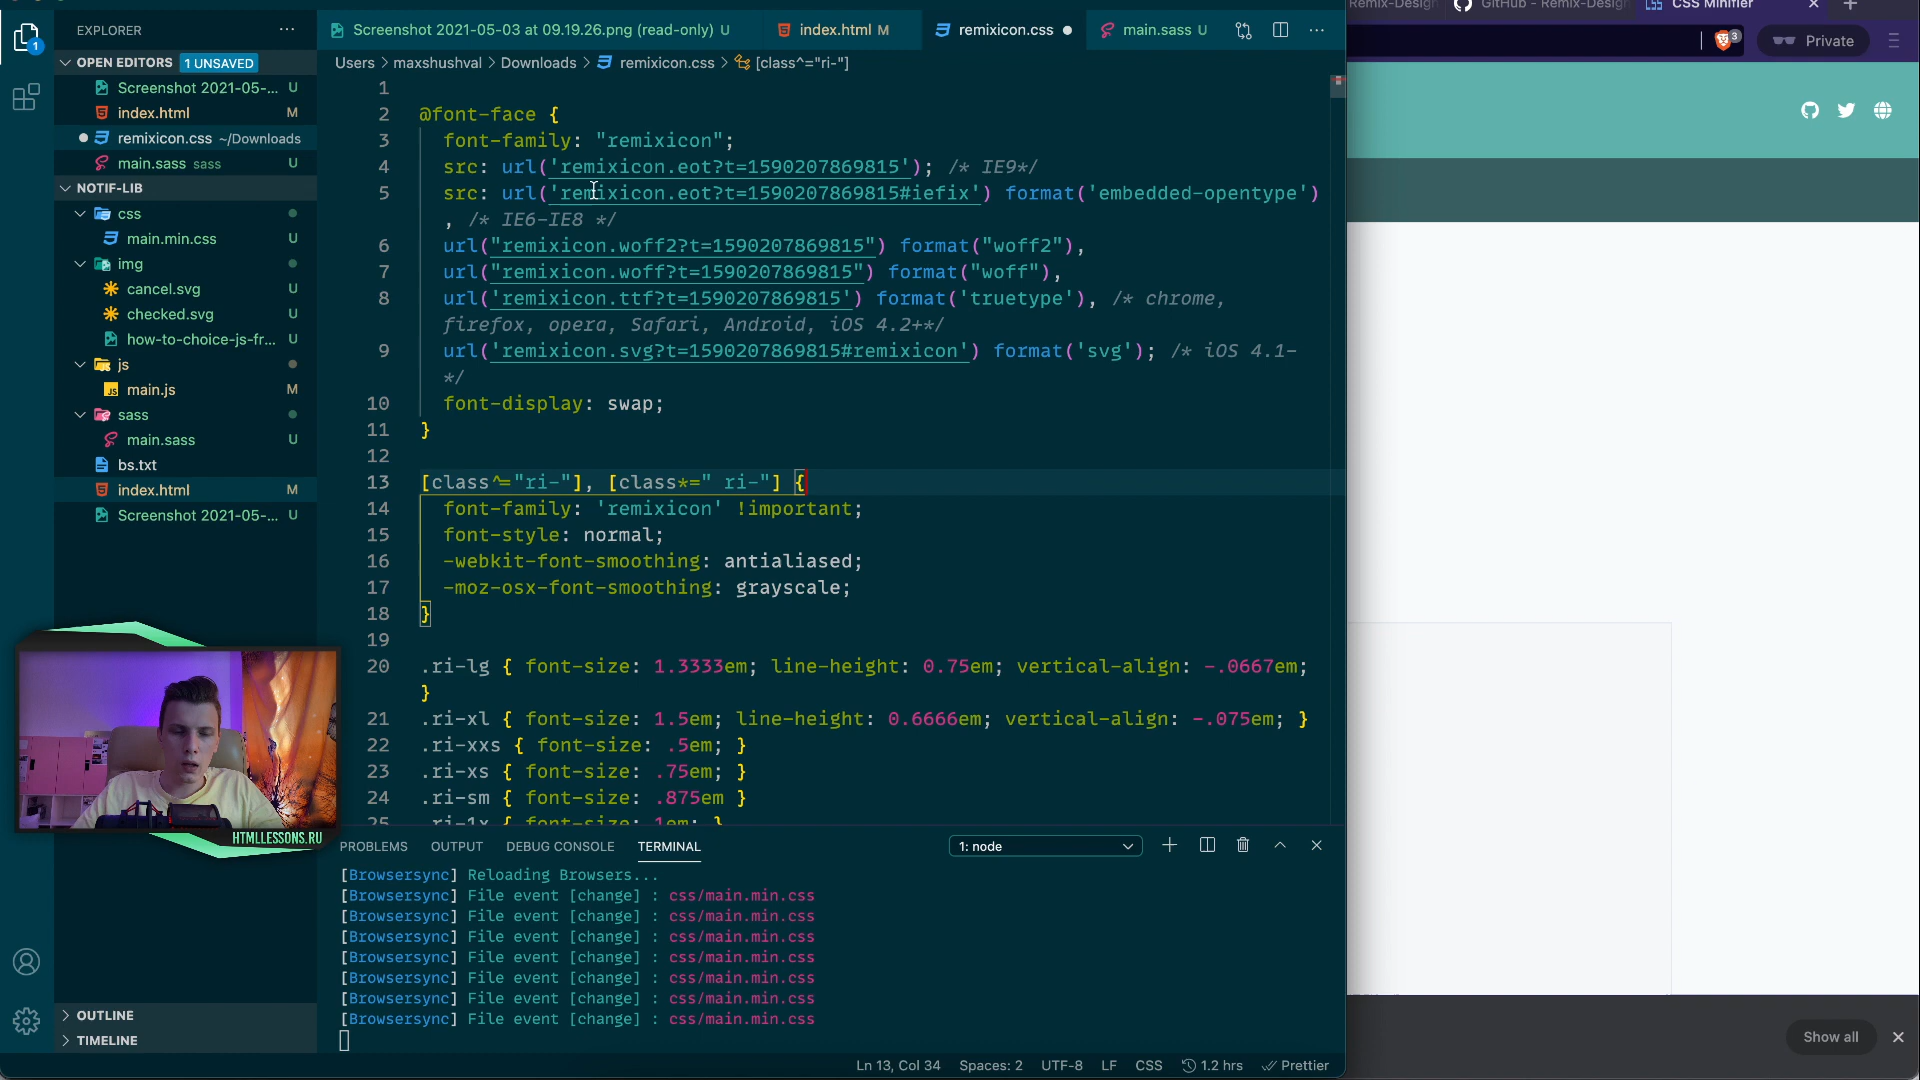 EXPLORER
OPEN EDITORS 1 UNSAVED
Screenshot 2021-05-... U
index.html M
remixicon.css ~/Downloads
main.sass sass U
NOTIF-LIB
css
main.min.css U
img
cancel.svg U
checked.svg U
how-to-choice-js-fr... U
js
main.js M
sass
main.sass U
bs.txt
index.html M
Screenshot 2021-05-... U
OUTLINE
TIMELINE
1
HTMLLESSONS.RU
Screenshot 2021-05-03 at 09.19.26.png (read-only) U
index.html M
remixicon.css
main.sass U
Users > maxshushval > Downloads > remixicon.css > [class^="ri-"]
1
2 @font-face {
3 font-family: "remixicon";
4 src: url('remixicon.eot?t=1590207869815'); /* IE9*/
5 src: url('remixicon.eot?t=1590207869815#iefix') format('embedded-opentype')
, /* IE6-IE8 */
6 url("remixicon.woff2?t=1590207869815") format("woff2"),
7 url("remixicon.woff?t=1590207869815") format("woff"),
8 url('remixicon.ttf?t=1590207869815') format('truetype'), /* chrome,
firefox, opera, Safari, Android, iOS 4.2+*/
9 url('remixicon.svg?t=1590207869815#remixicon') format('svg'); /* iOS 4.1-
*/
10 font-display: swap;
11 }
12
13 [class^="ri-"], [class*=" ri-"] {
14 font-family: 'remixicon' !important;
15 font-style: normal;
16 -webkit-font-smoothing: antialiased;
17 -moz-osx-font-smoothing: grayscale;
18 }
19
20 .ri-lg { font-size: 1.3333em; line-height: 0.75em; vertical-align: -.0667em;
}
21 .ri-xl { font-size: 1.5em; line-height: 0.6666em; vertical-align: -.075em; }
22 .ri-xxs { font-size: .5em; }
23 .ri-xs { font-size: .75em; }
24 .ri-sm { font-size: .875em }
25 .ri-1x { font-size: 1em; }
PROBLEMS OUTPUT DEBUG CONSOLE TERMINAL 1: node
[Browsersync] Reloading Browsers...
[Browsersync] File event [change] : css/main.min.css
[Browsersync] File event [change] : css/main.min.css
[Browsersync] File event [change] : css/main.min.css
[Browsersync] File event [change] : css/main.min.css
[Browsersync] File event [change] : css/main.min.css
[Browsersync] File event [change] : css/main.min.css
[Browsersync] File event [change] : css/main.min.css
Ln 13, Col 34 Spaces: 2 UTF-8 LF CSS 1.2 hrs Prettier
Remix-Design
GitHub - Remix-Design
CSS Minifier
3
Private
Show all